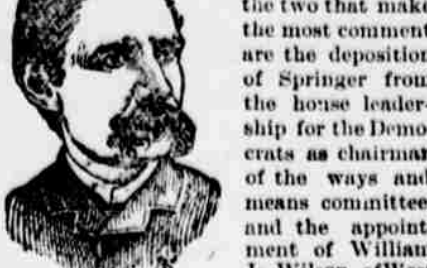 the two that make
the most comment
are the deposition
of Springer from
the house leader-
ship for the Demo
crats as chairman
of the ways and
means committee
and the appoint
ment of William